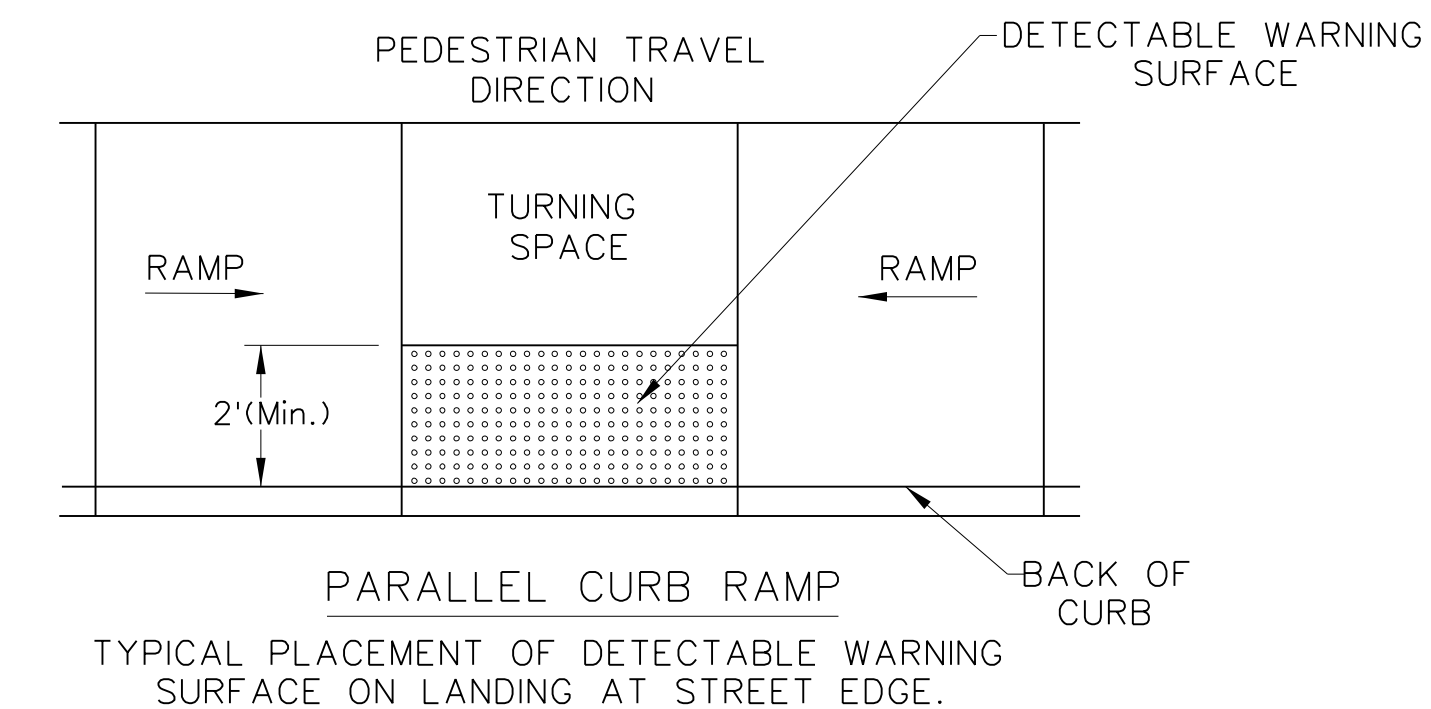 PEDESTRIAN TRAVEL
DIRECTION
DETECTABLE WARNING
SURFACE
TURNING
SPACE
RAMP
RAMP
2'(Min.)
BACK OF
CURB
PARALLEL CURB RAMP
TYPICAL PLACEMENT OF DETECTABLE WARNING
SURFACE ON LANDING AT STREET EDGE.